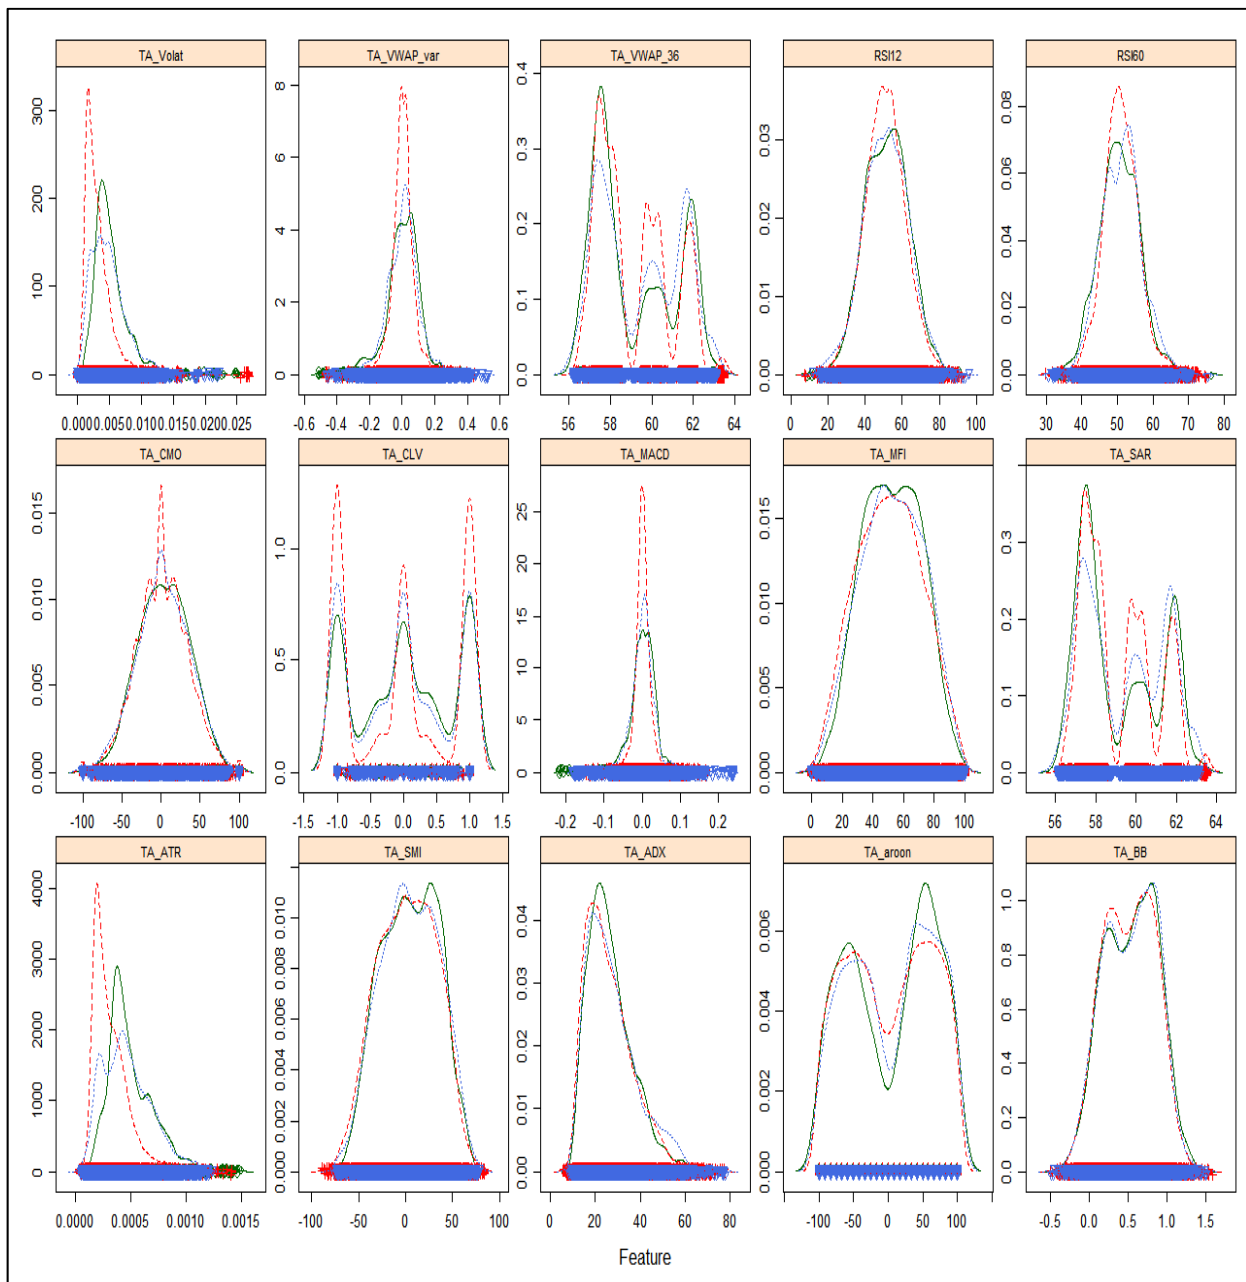 TA_Volat TA_VWAP_var TA_VWAP_36 RSI12 RSI60
0 100 200 300
0 2 4 6 8
0.0 0.1 0.2 0.3 0.4
0.00 0.01 0.02 0.03
0.00 0.02 0.04 0.06 0.08
0.000 0.005 0.010 0.015 0.020 0.025
-0.6 -0.4 -0.2 0.0 0.2 0.4 0.6
56 58 60 62 64
0 20 40 60 80 100
30 40 50 60 70 80
TA_CMO TA_CLV TA_MACD TA_MFI TA_SAR
0.000 0.005 0.010 0.015
0.0 0.5 1.0
0 5 10 15 20 25
0.000 0.005 0.010 0.015
0.0 0.1 0.2 0.3
-100 -50 0 50 100
-1.5 -1.0 -0.5 0.0 0.5 1.0 1.5
-0.2 -0.1 0.0 0.1 0.2
0 20 40 60 80 100
56 58 60 62 64
TA_ATR TA_SMI TA_ADX TA_aroon TA_BB
0 1000 2000 3000 4000
0.000 0.002 0.004 0.006 0.008 0.010
0.00 0.01 0.02 0.03 0.04
0.000 0.002 0.004 0.006
0.0 0.2 0.4 0.6 0.8 1.0
0.0000 0.0005 0.0010 0.0015
-100 -50 0 50 100
0 20 40 60 80
-100 -50 0 50 100
-0.5 0.0 0.5 1.0 1.5
Feature